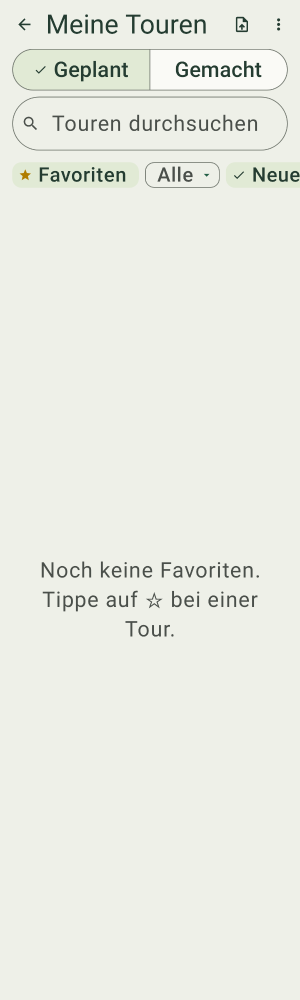 Meine Touren
Geplant
Gemacht
Touren durchsuchen
Favoriten
Alle
Neue
Noch keine Favoriten.
Tippe auf ☆ bei einer
Tour.